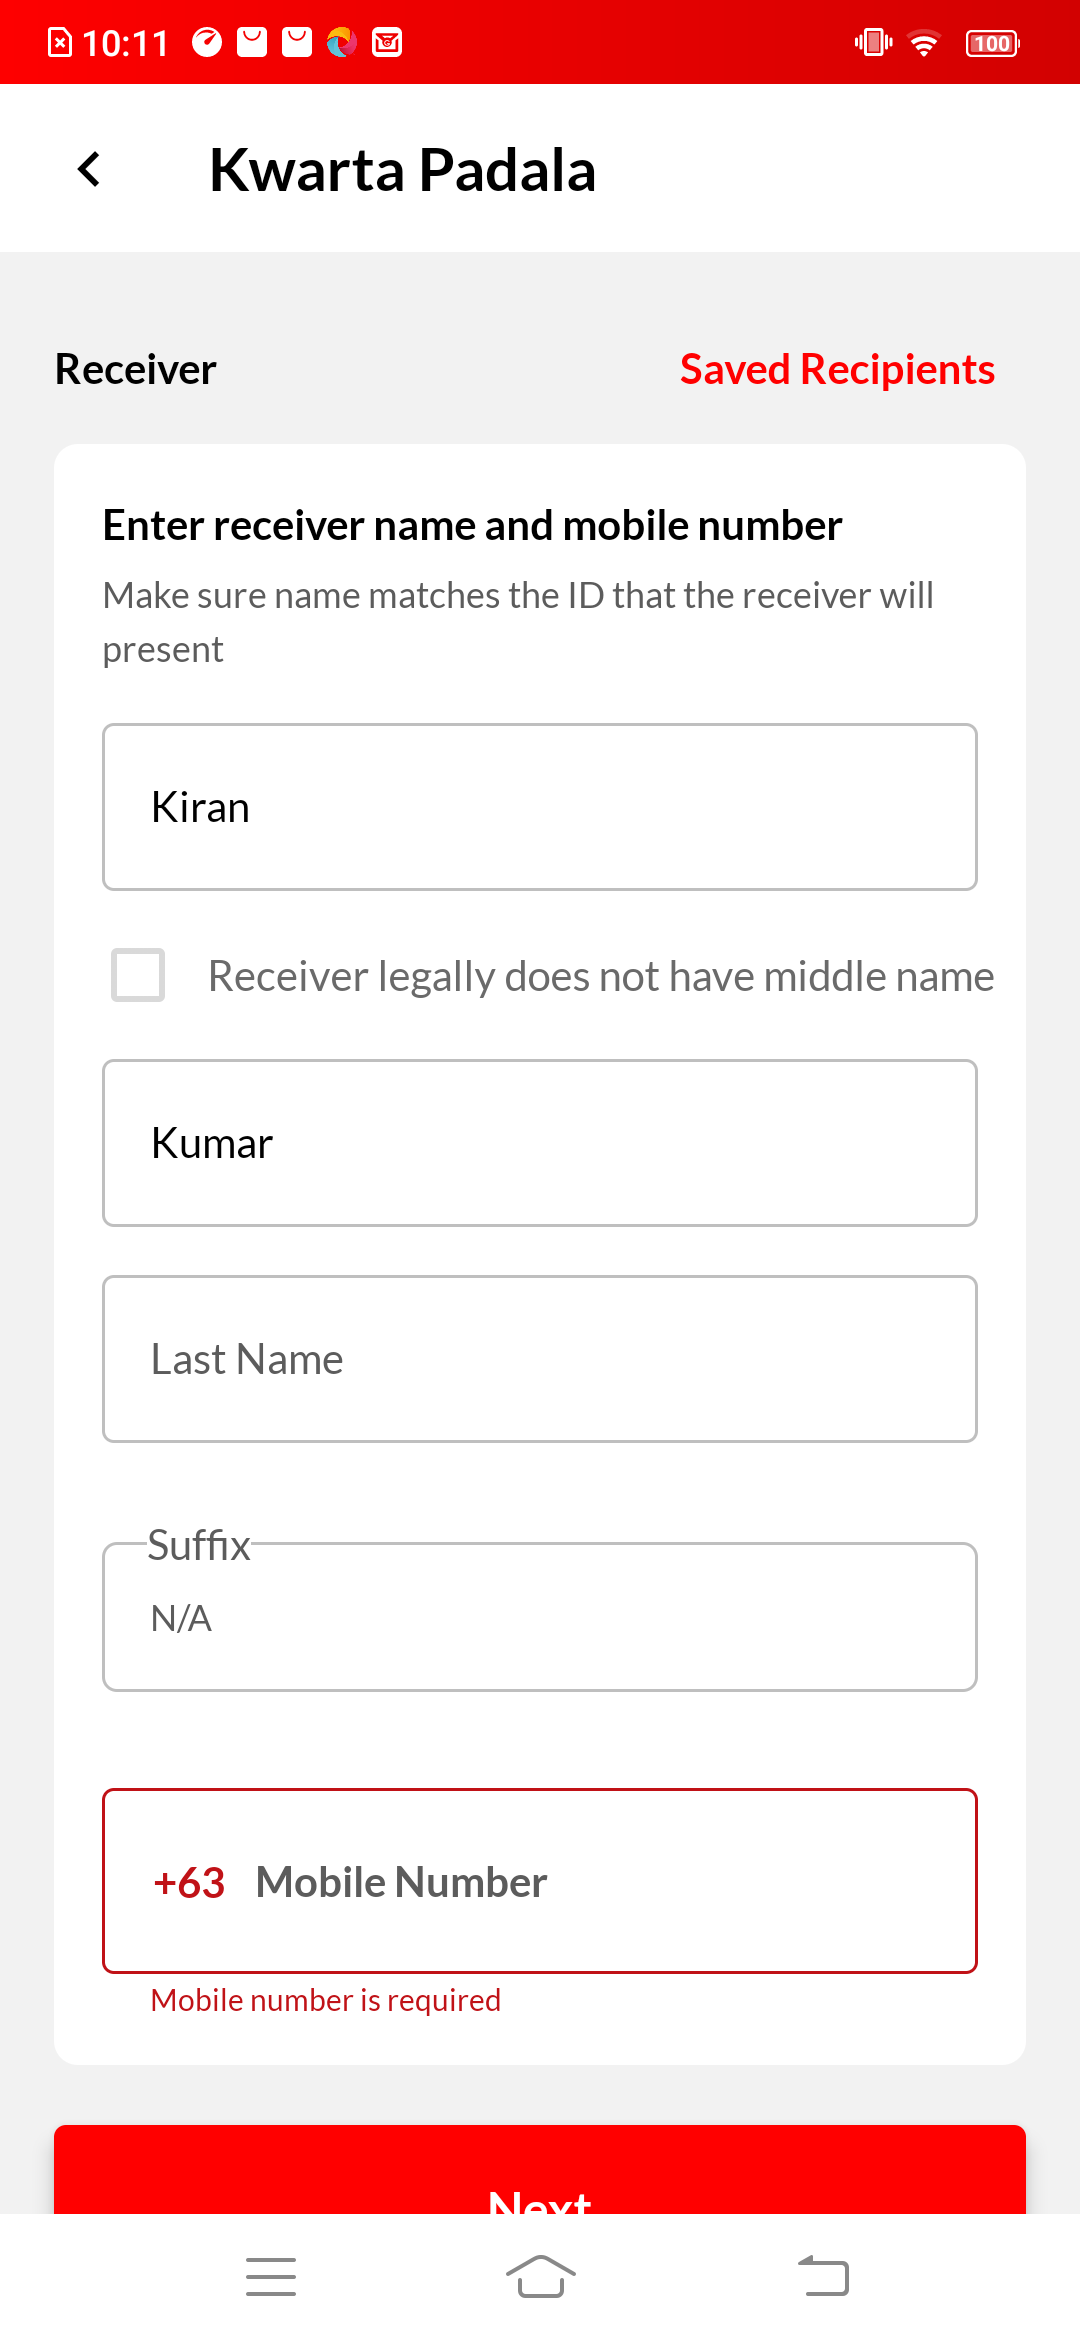 10:11
100
Kwarta Padala
Receiver
Saved Recipients
Enter receiver name and mobile number
Make sure name matches the ID that the receiver will
present
Kiran
Receiver legally does not have middle name
Kumar
Last Name
Suffix
N/A
+63 Mobile Number
Mobile number is required
Next